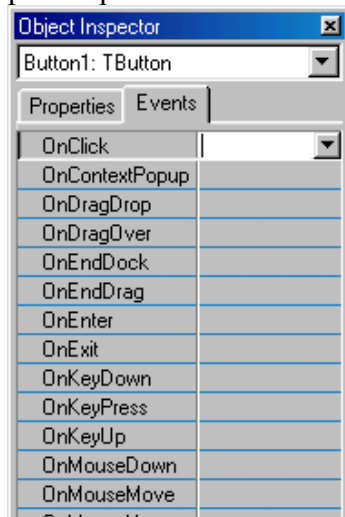 Object Inspector
Button1: TButton
Properties Events
OnClick
OnContextPopup
OnDragDrop
OnDragOver
OnEndDock
OnEndDrag
OnEnter
OnExit
OnKeyDown
OnKeyPress
OnKeyUp
OnMouseDown
OnMouseMove